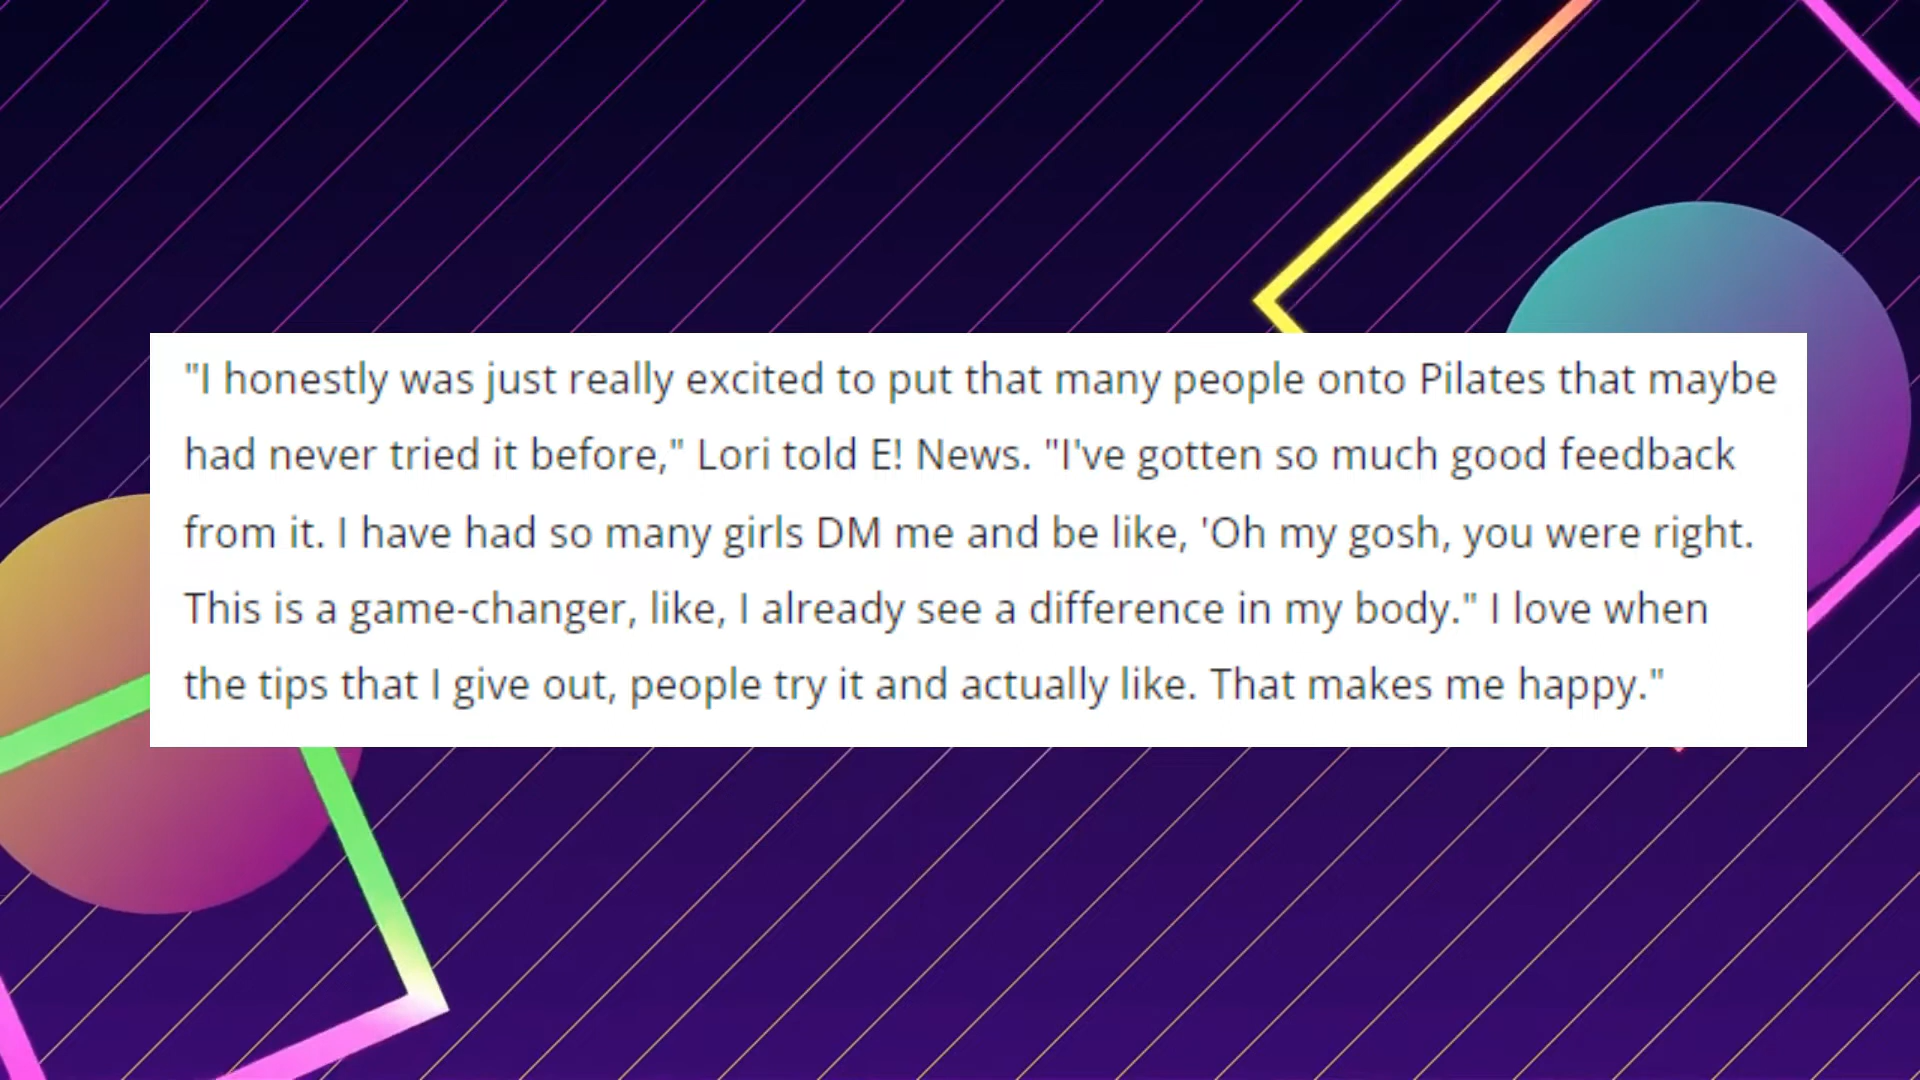 "I honestly was just really excited to put that many people onto Pilates that maybe
had never tried it before," Lori told E! News. "I've gotten so much good feedback
from it. I have had so many girls DM me and be like, 'Oh my gosh, you were right.
This is a game-changer, like, I already see a difference in my body." I love when
the tips that I give out, people try it and actually like. That makes me happy."